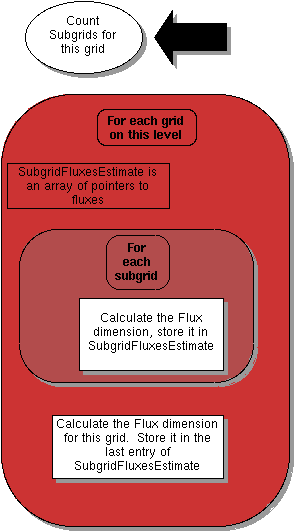 Count
Subgrids for
this grid
For each grid
on this level
SubgridFluxesEstimate is
an array of pointers to
fluxes
For
each
subgrid
Calculate the Flux
dimension, store it in
SubgridFluxesEstimate
Calculate the Flux dimension
for this grid.  Store it in the
last entry of
SubgridFluxesEstimate